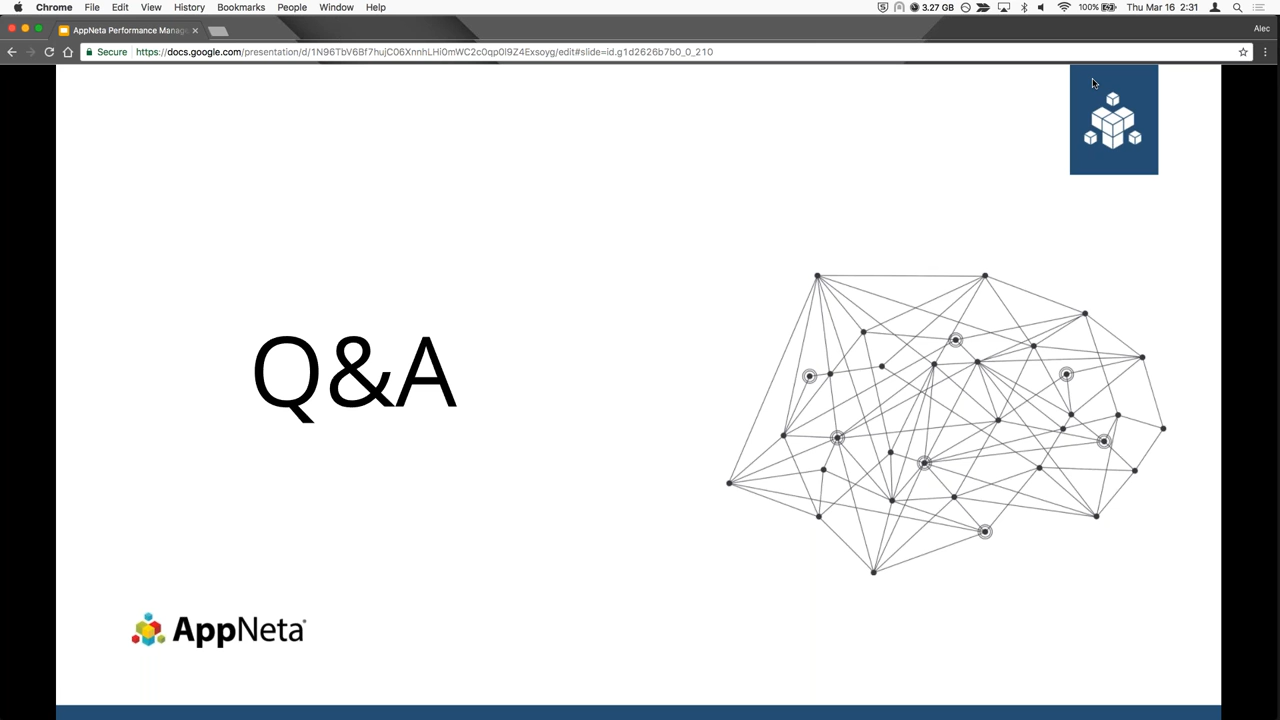 Chrome File Edit View History Bookmarks People Window Help 3.27 GB 100% Thu Mar 16 2:31
AppNeta Performance Manag
Alec
Secure https://docs.google.com/presentation/d/1N96TbV6Bf7hujC06XnnhLHi0mWC2c0qp0I9Z4Exsoyg/edit#slide=id.g1d2626b7b0_0_210
Q&A
AppNeta